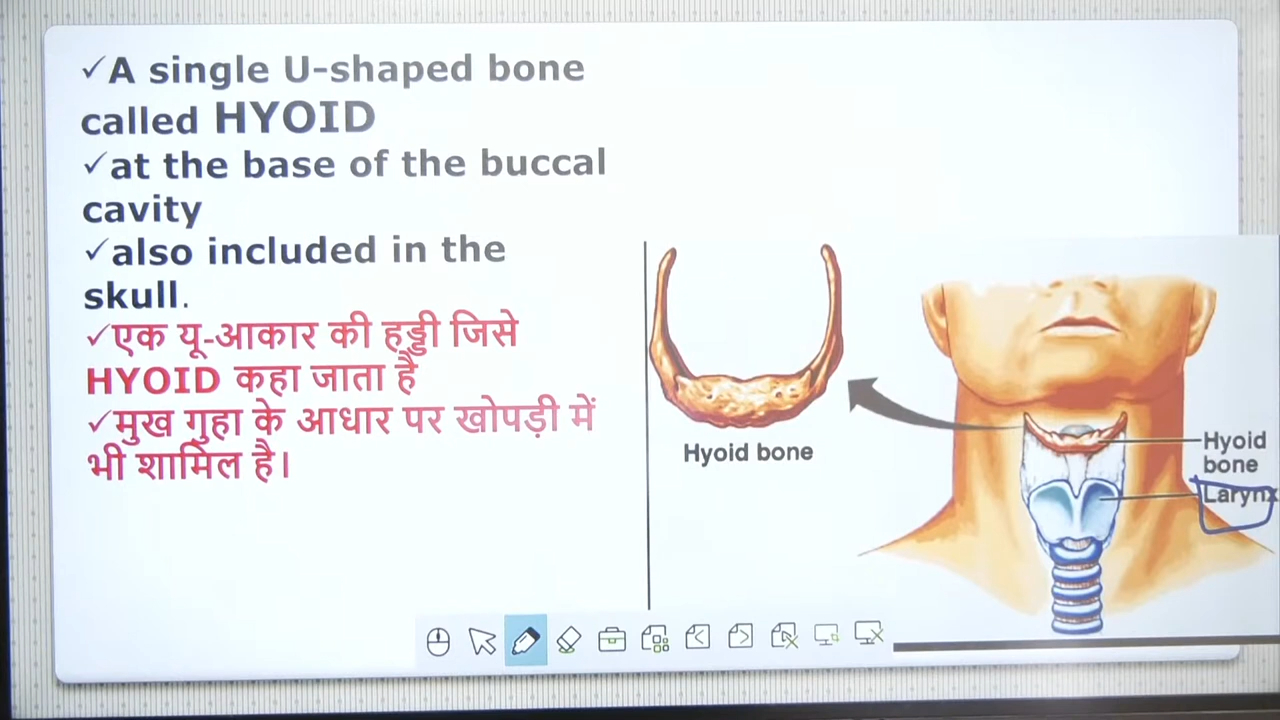 ✓A single U-shaped bone
called HYOID
✓at the base of the buccal
cavity
✓also included in the
skull.
✓एक यू-आकार की हड्डी जिसे
HYOID कहा जाता है
✓मुख गुहा के आधार पर खोपड़ी में
भी शामिल है।
Hyoid bone
Hyoid
bone
Larynx